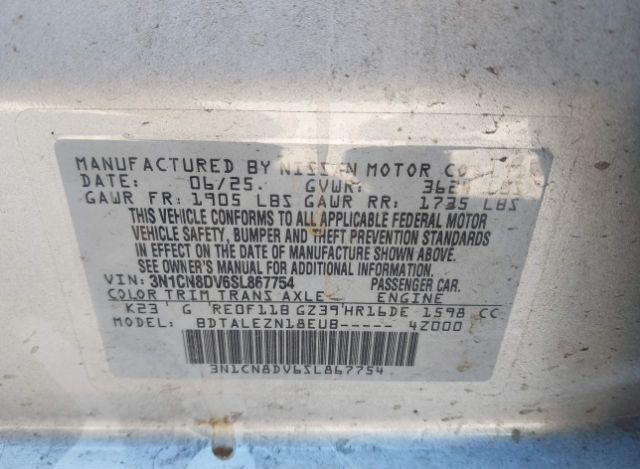 MANUFACTURED BY NISSAN MOTOR CO
DATE: 06/25. GVWR: LBS
GAWR FR: 1905 LBS GAWR RR: 1735 LBS
THIS VEHICLE CONFORMS TO ALL APPLICABLE FEDERAL MOTOR
VEHICLE SAFETY, BUMPER AND THEFT PREVENTION STANDARDS
IN EFFECT ON THE DATE OF MANUFACTURE SHOWN ABOVE.
SEE OWNER'S MANUAL FOR ADDITIONAL INFORMATION.
VIN: 3N1CN8DV6SL867754 PASSENGER CAR.
COLOR TRIM TRANS AXLE ENGINE
K23 G RE0F11B GZ39 HR16DE 1598 CC
MODEL: BDTALEZN18EUB----- 4Z000
3N1CN8DV6SL867754